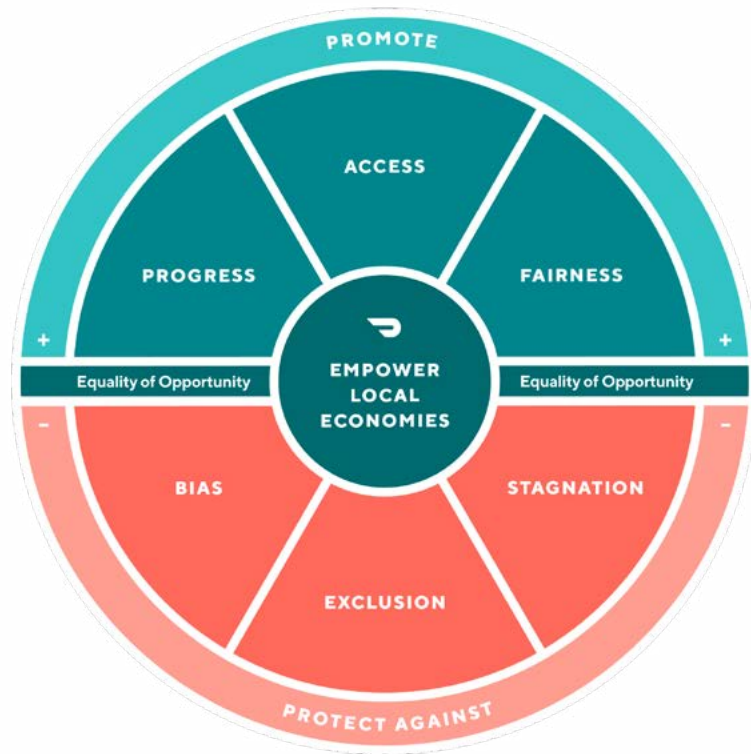 PROMOTE
ACCESS
PROGRESS
FAIRNESS
+
+
EMPOWER
LOCAL
ECONOMIES
Equality of Opportunity
Equality of Opportunity
-
-
BIAS
STAGNATION
EXCLUSION
PROTECT AGAINST